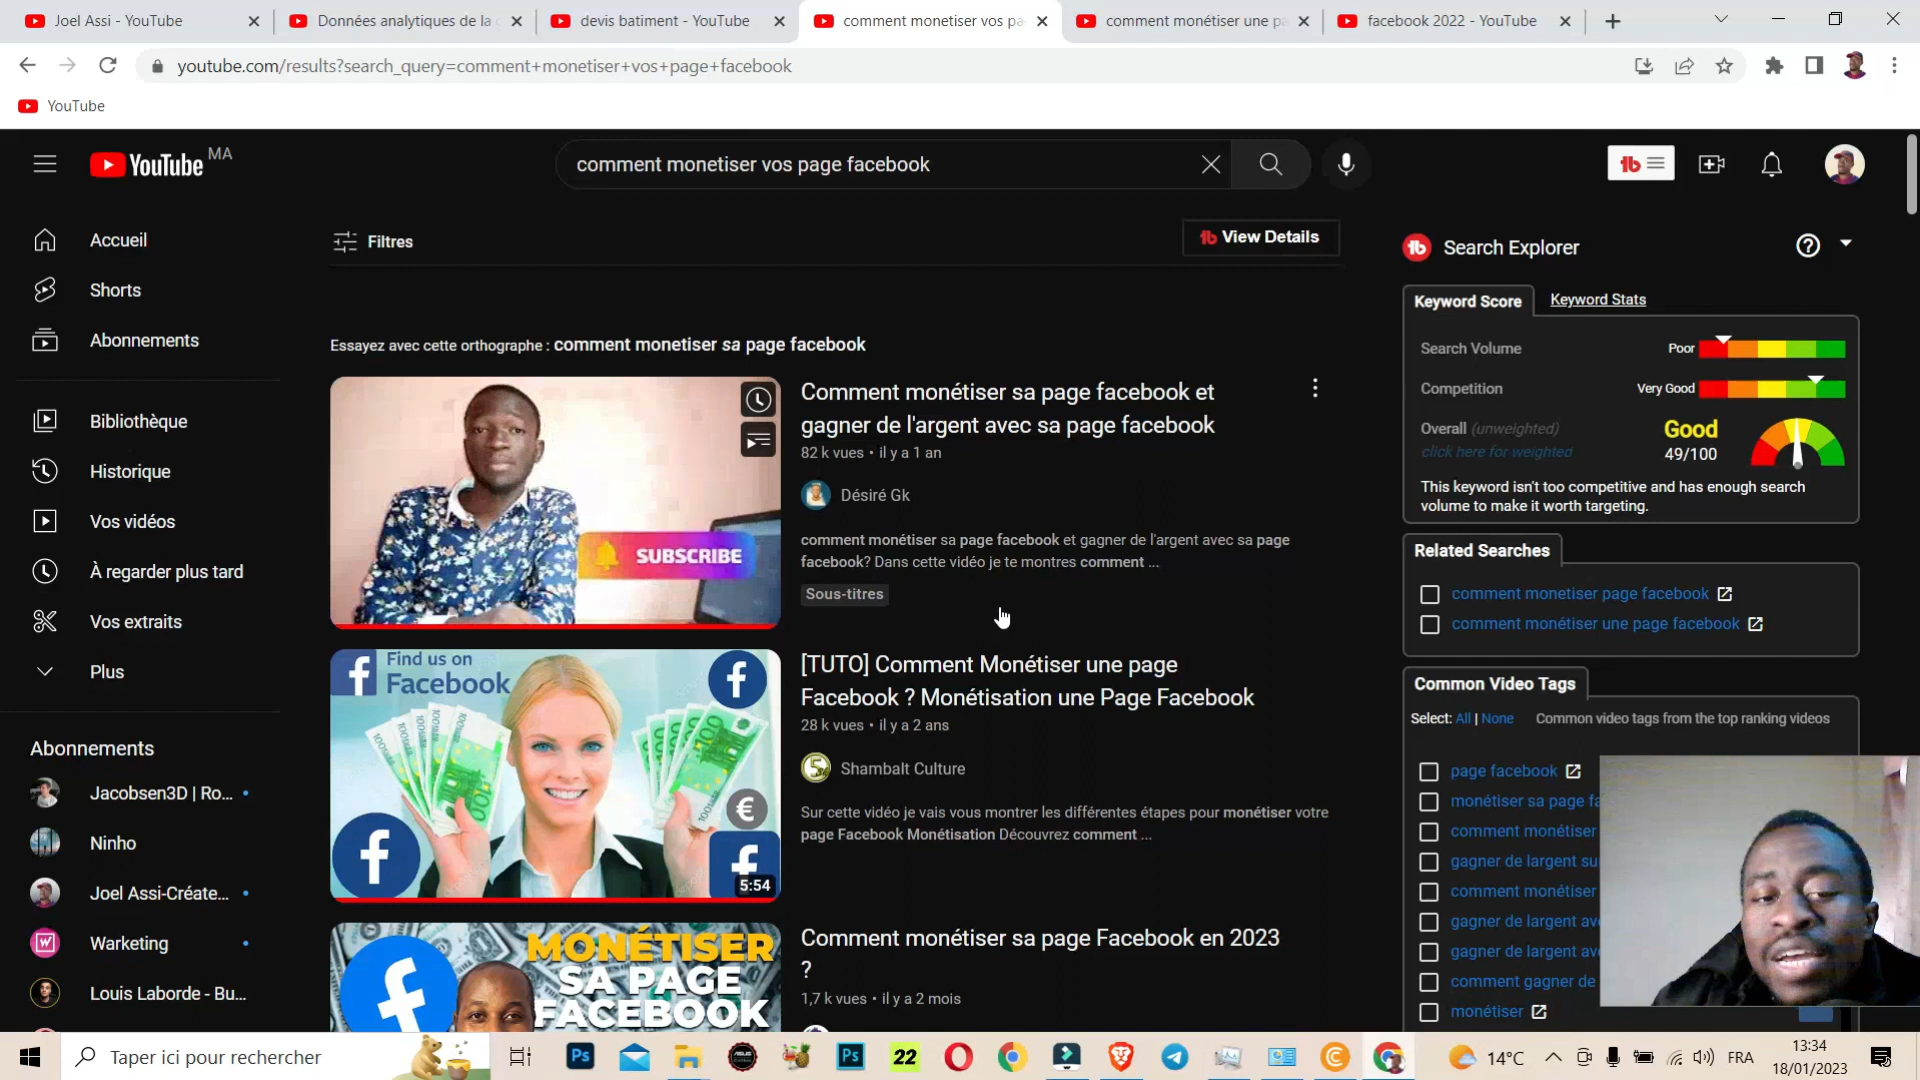 Joel Assi - YouTube
Données analytiques de la c
devis batiment - YouTube
comment monetiser vos pa
comment monétiser une pa
facebook 2022 - YouTube
youtube.com/results?search_query=comment+monetiser+vos+page+facebook
YouTube
YouTube MA
comment monetiser vos page facebook
Accueil
Shorts
Abonnements
Bibliothèque
Historique
Vos vidéos
À regarder plus tard
Vos extraits
Plus
Abonnements
Jacobsen3D | Ro...
Ninho
Joel Assi-Créate...
Warketing
Louis Laborde - Bu...
Filtres
View Details
Essayez avec cette orthographe : comment monetiser sa page facebook
SUBSCRIBE
Comment monétiser sa page facebook et
gagner de l'argent avec sa page facebook
82 k vues • il y a 1 an
Désiré Gk
comment monétiser sa page facebook et gagner de l'argent avec sa page
facebook? Dans cette vidéo je te montres comment ...
Sous-titres
Find us on
Facebook
5:54
[TUTO] Comment Monétiser une page
Facebook ? Monétisation une Page Facebook
28 k vues • il y a 2 ans
Shambalt Culture
Sur cette vidéo je vais vous montrer les différentes étapes pour monétiser votre
page Facebook Monétisation Découvrez comment ...
MONÉTISER
SA PAGE
FACEBOOK
Comment monétiser sa page Facebook en 2023
?
1,7 k vues • il y a 2 mois
Search Explorer
Keyword Score
Keyword Stats
Search Volume Poor
Competition Very Good
Overall (unweighted) Good
click here for weighted 49/100
This keyword isn't too competitive and has enough search
volume to make it worth targeting.
Related Searches
comment monetiser page facebook
comment monétiser une page facebook
Common Video Tags
Select: All | None Common video tags from the top ranking videos
page facebook
monétiser sa page fa
comment monétiser
gagner de largent su
comment monétiser
gagner de largent ave
gagner de largent ave
comment gagner de
monétiser
Taper ici pour rechercher
Ps
Ps
22
14°C
FRA
13:34
18/01/2023